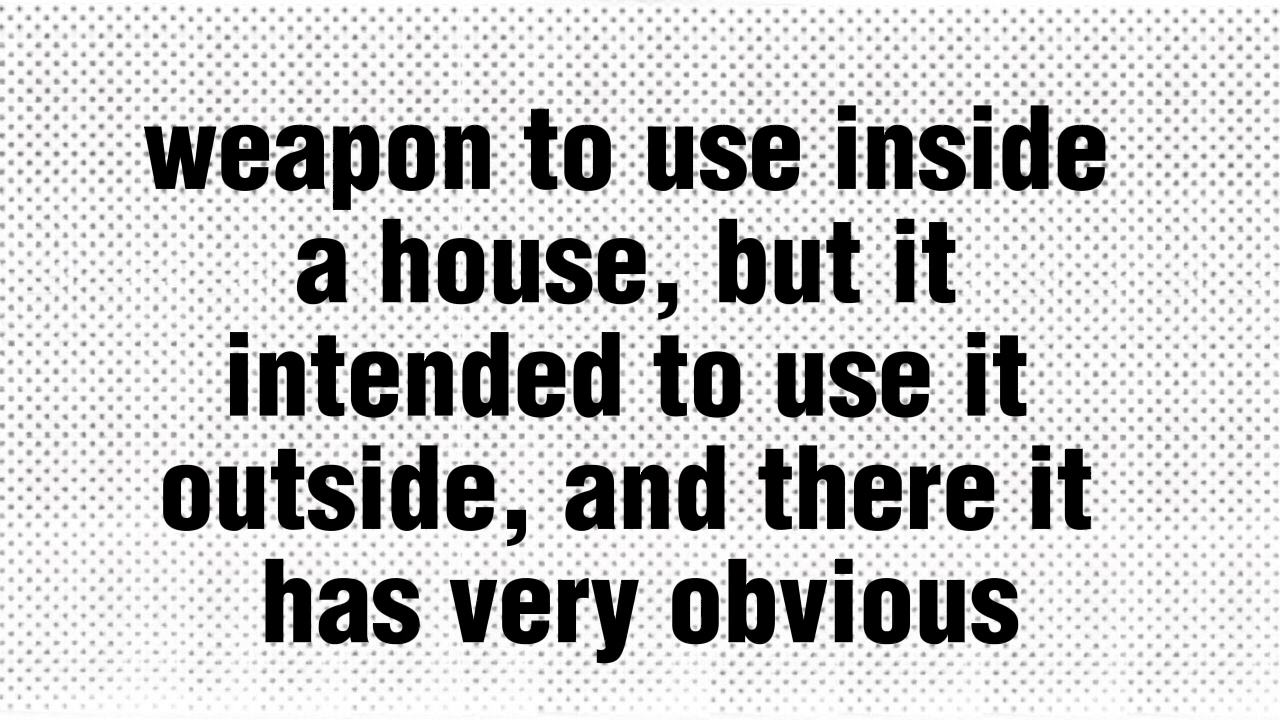 weapon to use inside
a house, but it
intended to use it
outside, and there it
has very obvious